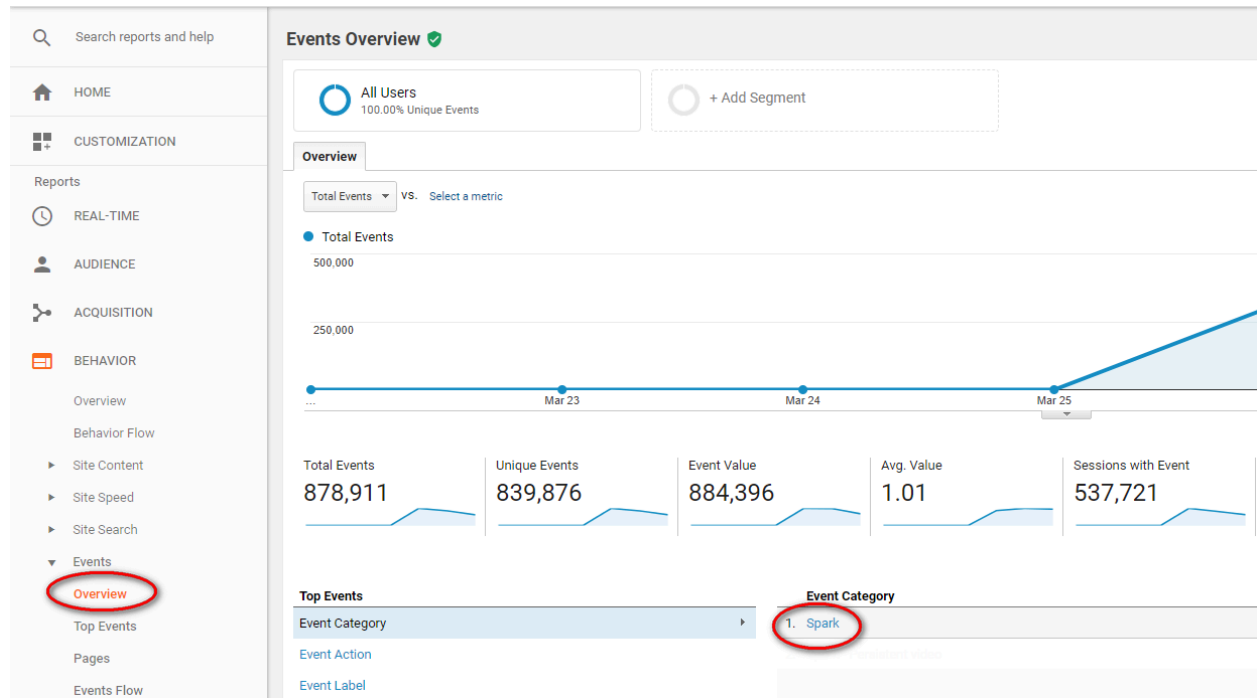 Search reports and help
HOME
CUSTOMIZATION
Reports
REAL-TIME
AUDIENCE
ACQUISITION
BEHAVIOR
Overview
Behavior Flow
Site Content
Site Speed
Site Search
Events
Overview
Top Events
Pages
Events Flow
Events Overview
All Users
100.00% Unique Events
+ Add Segment
Overview
Total Events VS. Select a metric
Total Events
500,000
250,000
... Mar 23 Mar 24 Mar 25
Total Events Unique Events Event Value Avg. Value Sessions with Event
878,911 839,876 884,396 1.01 537,721
Top Events Event Category
Event Category 1. Spark
Event Action
Event Label